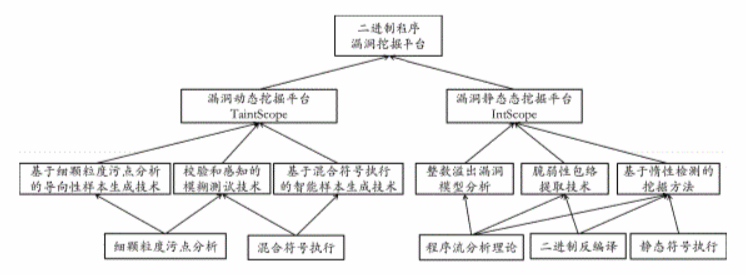 二进制程序
漏洞挖掘平台
漏洞动态挖掘平台
TaintScope
漏洞静态态挖掘平台
IntScope
基于细颗粒度污点分析
的导向性样本生成技术
校验和感知的
模糊测试技术
基于混合符号执行
的智能样本生成技术
整数溢出漏洞
模型分析
脆弱性包络
提取技术
基于惰性检测的
挖掘方法
细颗粒度污点分析
混合符号执行
程序流分析理论
二进制反编译
静态符号执行